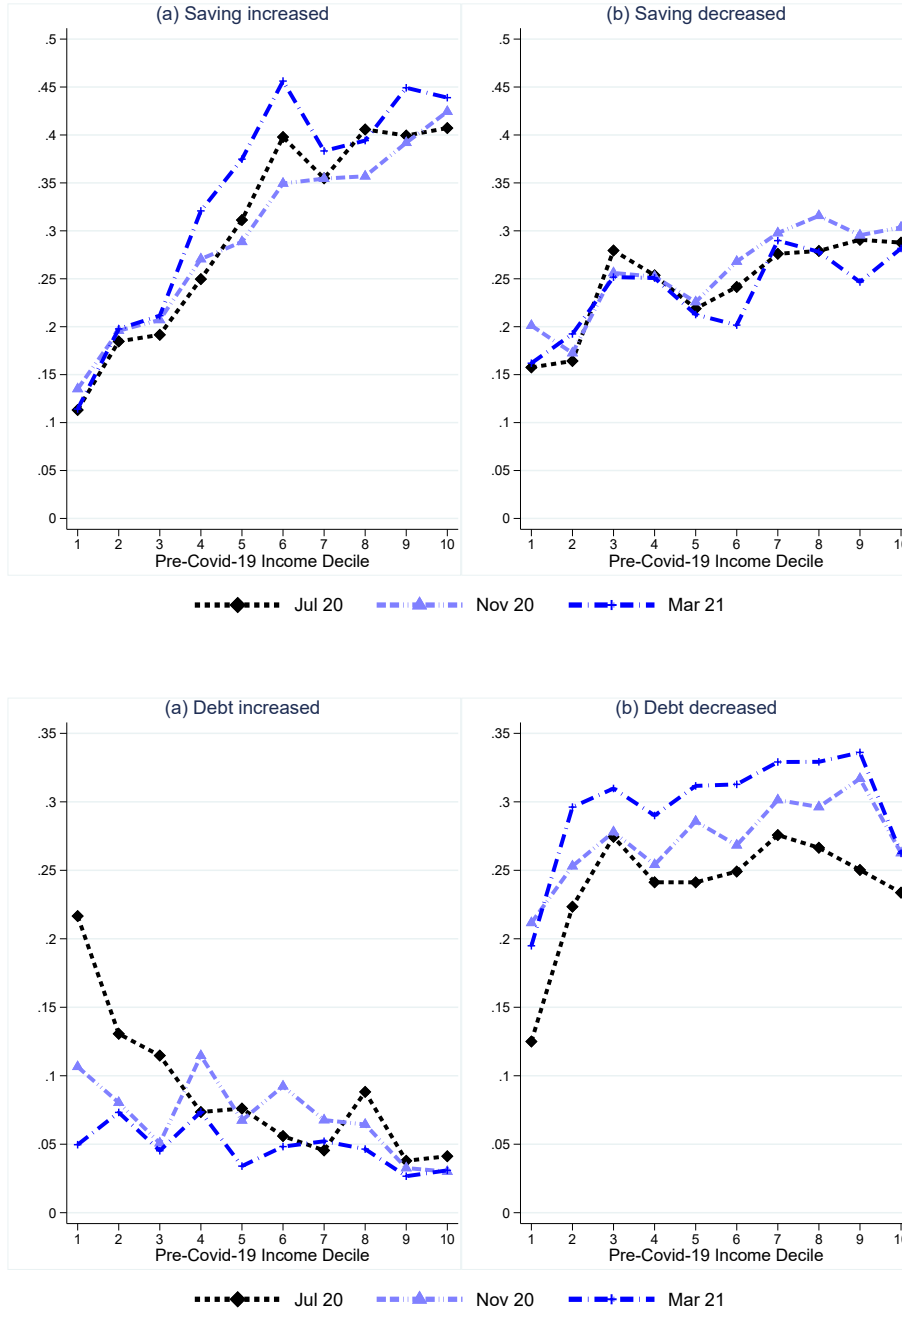 (a) Saving increased
.5
.45
.4
.35
.3
.25
.2
.15
.1
.05
0
1 2 3 4 5 6 7 8 9 10
Pre-Covid-19 Income Decile
(b) Saving decreased
.5
.45
.4
.35
.3
.25
.2
.15
.1
.05
0
1 2 3 4 5 6 7 8 9 10
Pre-Covid-19 Income Decile
Jul 20 Nov 20 Mar 21
(a) Debt increased
.35
.3
.25
.2
.15
.1
.05
0
1 2 3 4 5 6 7 8 9 10
Pre-Covid-19 Income Decile
(b) Debt decreased
.35
.3
.25
.2
.15
.1
.05
0
1 2 3 4 5 6 7 8 9 10
Pre-Covid-19 Income Decile
Jul 20 Nov 20 Mar 21